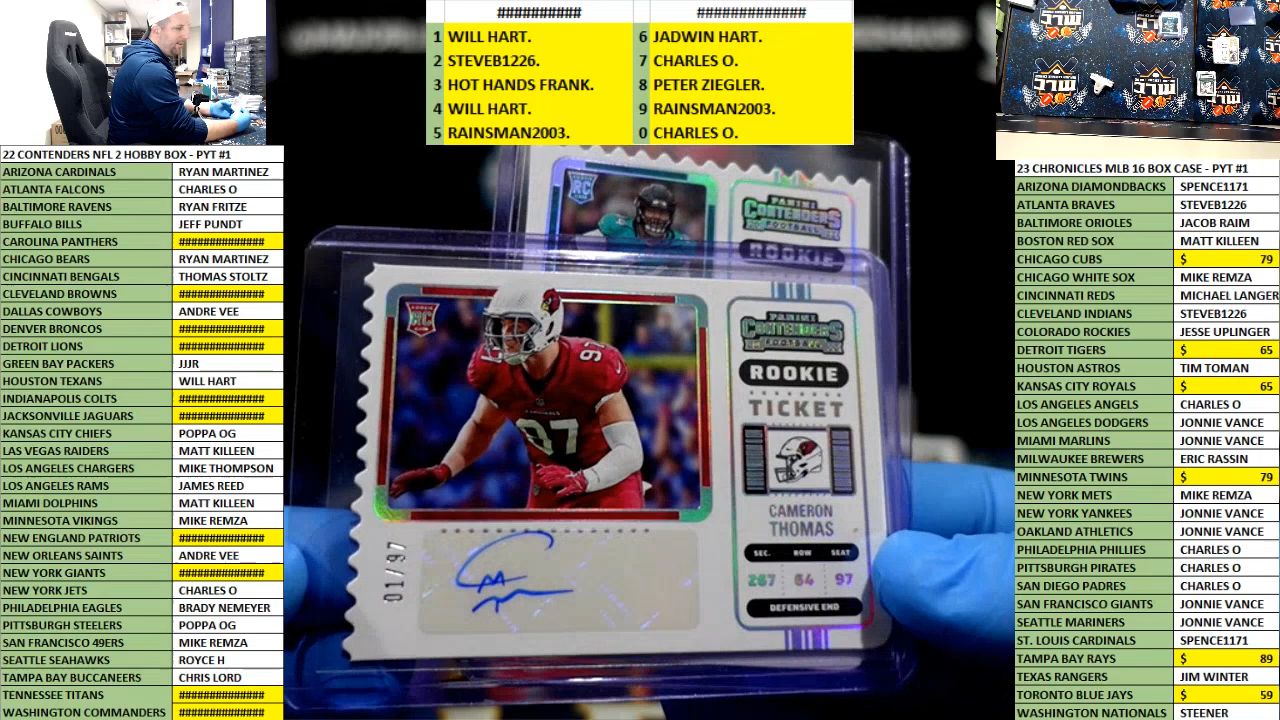 ##########
#############
1 WILL HART.
2 STEVEB1226.
3 HOT HANDS FRANK.
4 WILL HART.
5 RAINSMAN2003.
6 JADWIN HART.
7 CHARLES O.
8 PETER ZIEGLER.
9 RAINSMAN2003.
0 CHARLES O.
22 CONTENDERS NFL 2 HOBBY BOX - PYT #1
ARIZONA CARDINALS RYAN MARTINEZ
ATLANTA FALCONS CHARLES O
BALTIMORE RAVENS RYAN FRITZE
BUFFALO BILLS JEFF PUNDT
CAROLINA PANTHERS ##############
CHICAGO BEARS RYAN MARTINEZ
CINCINNATI BENGALS THOMAS STOLTZ
CLEVELAND BROWNS ##############
DALLAS COWBOYS ANDRE VEE
DENVER BRONCOS ##############
DETROIT LIONS ##############
GREEN BAY PACKERS JJJR
HOUSTON TEXANS WILL HART
INDIANAPOLIS COLTS ##############
JACKSONVILLE JAGUARS ##############
KANSAS CITY CHIEFS POPPA OG
LAS VEGAS RAIDERS MATT KILLEEN
LOS ANGELES CHARGERS MIKE THOMPSON
LOS ANGELES RAMS JAMES REED
MIAMI DOLPHINS MATT KILLEEN
MINNESOTA VIKINGS MIKE REMZA
NEW ENGLAND PATRIOTS ##############
NEW ORLEANS SAINTS ANDRE VEE
NEW YORK GIANTS ##############
NEW YORK JETS CHARLES O
PHILADELPHIA EAGLES BRADY NEMEYER
PITTSBURGH STEELERS POPPA OG
SAN FRANCISCO 49ERS MIKE REMZA
SEATTLE SEAHAWKS ROYCE H
TAMPA BAY BUCCANEERS CHRIS LORD
TENNESSEE TITANS ##############
WASHINGTON COMMANDERS ##############
RC
PANINI
CONTENDERS
FOOTBALL
ROOKIE
RC
97
PANINI
CONTENDERS
FOOTBALL
ROOKIE
TICKET
CAMERON
THOMAS
SEC. ROW SEAT
267 64 97
DEFENSIVE END
01/97
23 CHRONICLES MLB 16 BOX CASE - PYT #1
ARIZONA DIAMONDBACKS SPENCE1171
ATLANTA BRAVES STEVEB1226
BALTIMORE ORIOLES JACOB RAIM
BOSTON RED SOX MATT KILLEEN
CHICAGO CUBS $ 79
CHICAGO WHITE SOX MIKE REMZA
CINCINNATI REDS MICHAEL LANGER
CLEVELAND INDIANS STEVEB1226
COLORADO ROCKIES JESSE UPLINGER
DETROIT TIGERS $ 65
HOUSTON ASTROS TIM TOMAN
KANSAS CITY ROYALS $ 65
LOS ANGELES ANGELS CHARLES O
LOS ANGELES DODGERS JONNIE VANCE
MIAMI MARLINS JONNIE VANCE
MILWAUKEE BREWERS ERIC RASSIN
MINNESOTA TWINS $ 79
NEW YORK METS MIKE REMZA
NEW YORK YANKEES JONNIE VANCE
OAKLAND ATHLETICS JONNIE VANCE
PHILADELPHIA PHILLIES CHARLES O
PITTSBURGH PIRATES CHARLES O
SAN DIEGO PADRES CHARLES O
SAN FRANCISCO GIANTS JONNIE VANCE
SEATTLE MARINERS JONNIE VANCE
ST. LOUIS CARDINALS SPENCE1171
TAMPA BAY RAYS $ 89
TEXAS RANGERS JIM WINTER
TORONTO BLUE JAYS $ 59
WASHINGTON NATIONALS STEENER